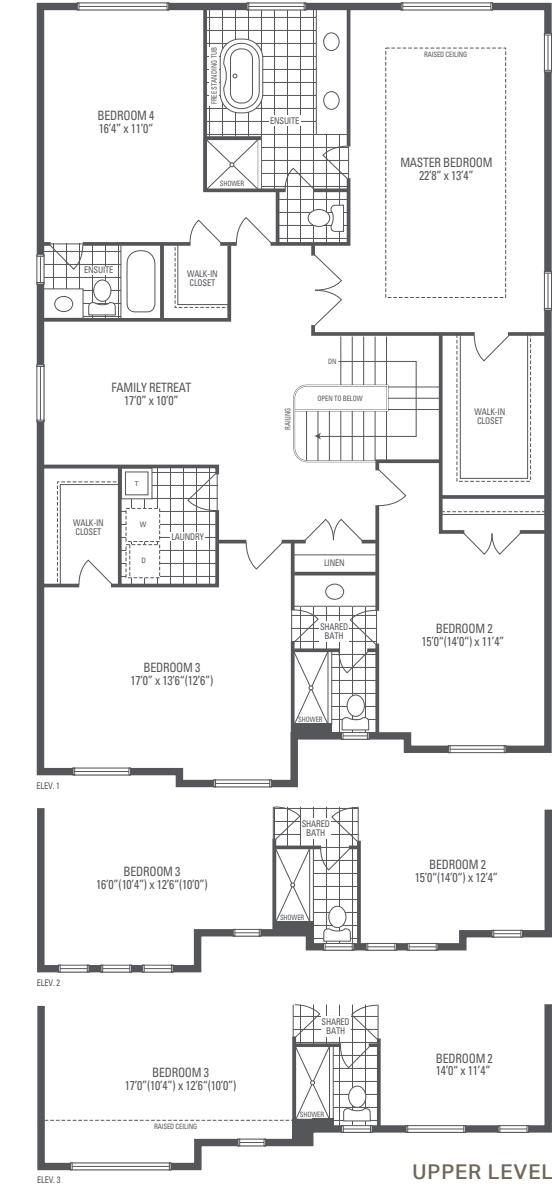 RAISED CEILING
FREESTANDING TUB
BEDROOM 4
16'4" x 11'0"
ENSUITE
MASTER BEDROOM
22'8" x 13'4"
SHOWER
ENSUITE
WALK-IN
CLOSET
DN
FAMILY RETREAT
17'0" x 10'0"
OPEN TO BELOW
RAILING
WALK-IN
CLOSET
T
W
WALK-IN
CLOSET
LAUNDRY
D
LINEN
SHARED
BATH
BEDROOM 2
15'0"(14'0") x 11'4"
BEDROOM 3
17'0" x 13'6"(12'6")
SHOWER
ELEV. 1
SHARED
BATH
BEDROOM 3
16'0"(10'4") x 12'6"(10'0")
BEDROOM 2
15'0"(14'0") x 12'4"
SHOWER
ELEV. 2
SHARED
BATH
BEDROOM 3
17'0"(10'4") x 12'6"(10'0")
BEDROOM 2
14'0" x 11'4"
SHOWER
RAISED CEILING
ELEV. 3
UPPER LEVEL